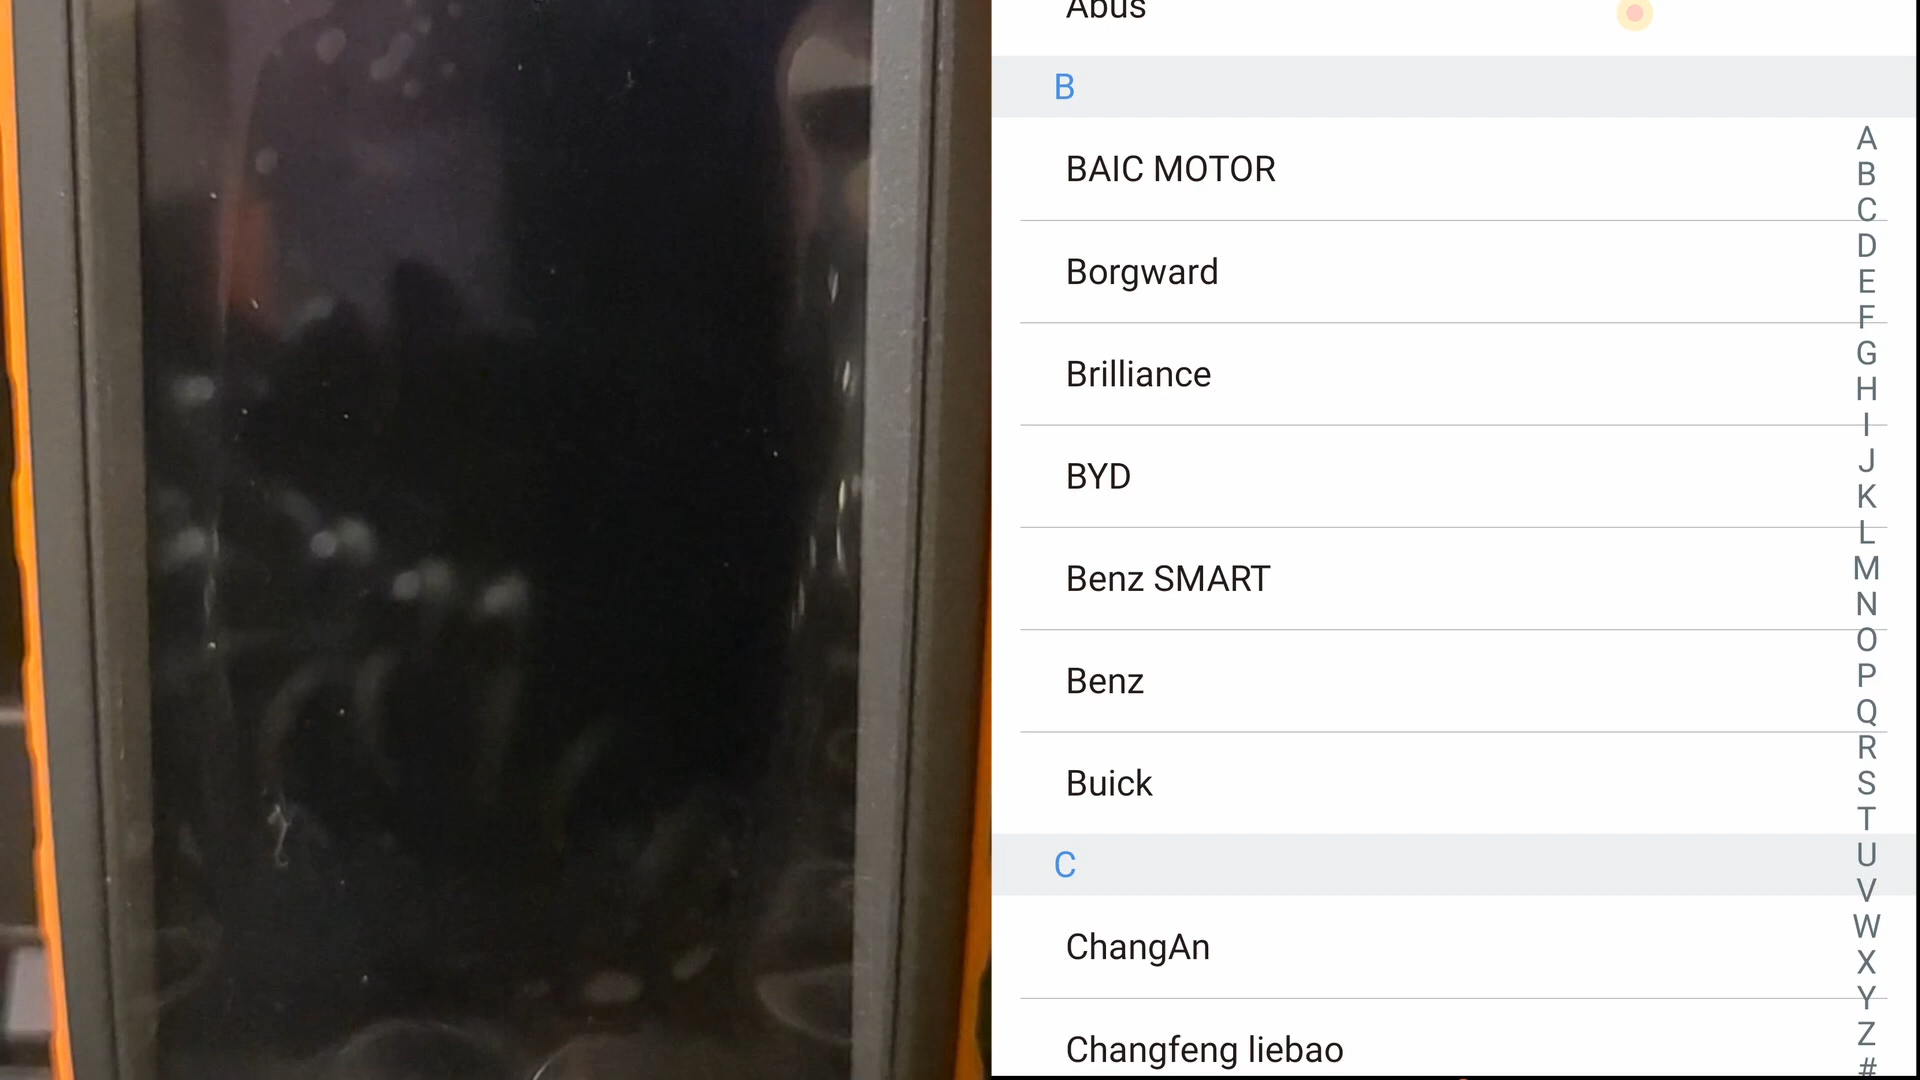 Abus
B
BAIC MOTOR
Borgward
Brilliance
BYD
Benz SMART
Benz
Buick
C
ChangAn
Changfeng liebao
A
B
C
D
E
F
G
H
I
J
K
L
M
N
O
P
Q
R
S
T
U
V
W
X
Y
Z
#